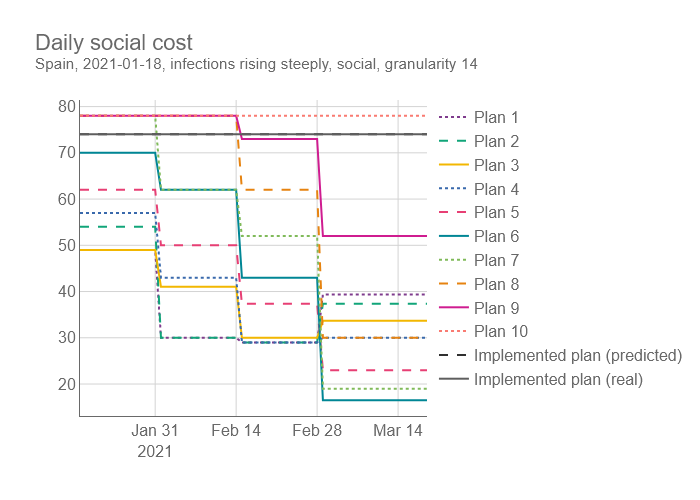 Daily social cost
Spain, 2021-01-18, infections rising steeply, social, granularity 14
80
70
60
50
40
30
20
Jan 31
2021
Feb 14
Feb 28
Mar 14
Plan 1
Plan 2
Plan 3
Plan 4
Plan 5
Plan 6
Plan 7
Plan 8
Plan 9
Plan 10
Implemented plan (predicted)
Implemented plan (real)